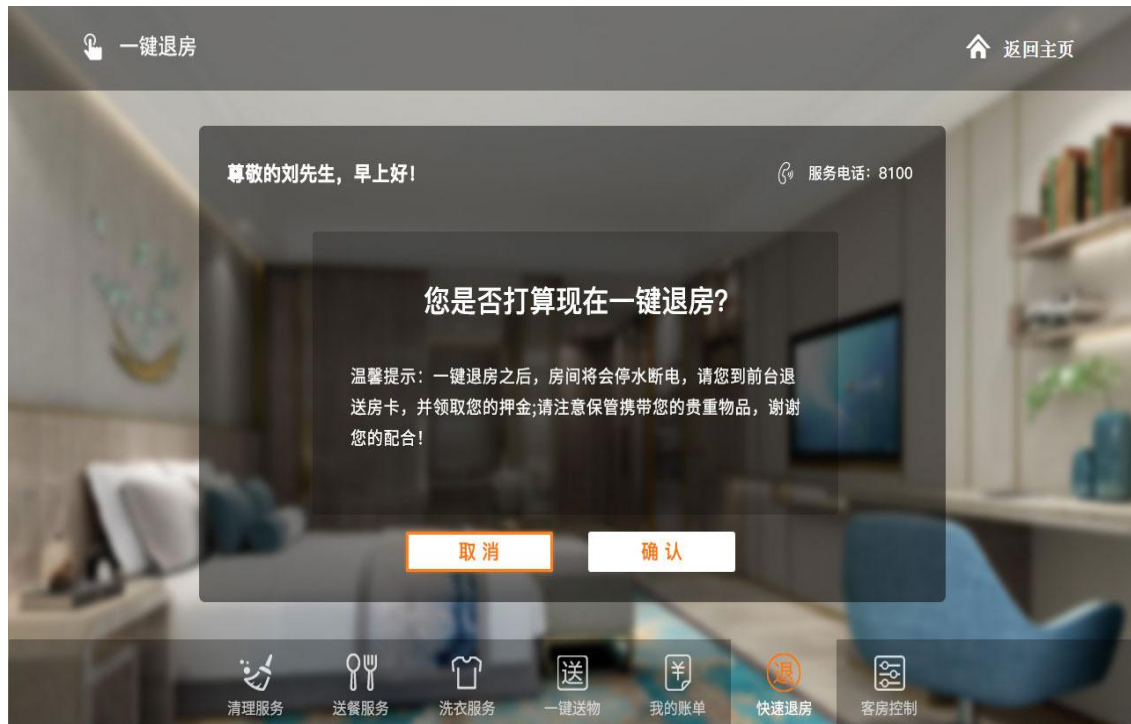 一键退房
返回主页
尊敬的刘先生，早上好！
服务电话：8100
您是否打算现在一键退房？
温馨提示：一键退房之后，房间将会停水断电，请您到前台退
送房卡，并领取您的押金;请注意保管携带您的贵重物品，谢谢
您的配合！
取消
确认
送
¥
退
清理服务
送餐服务
洗衣服务
一键送物
我的账单
快速退房
客房控制